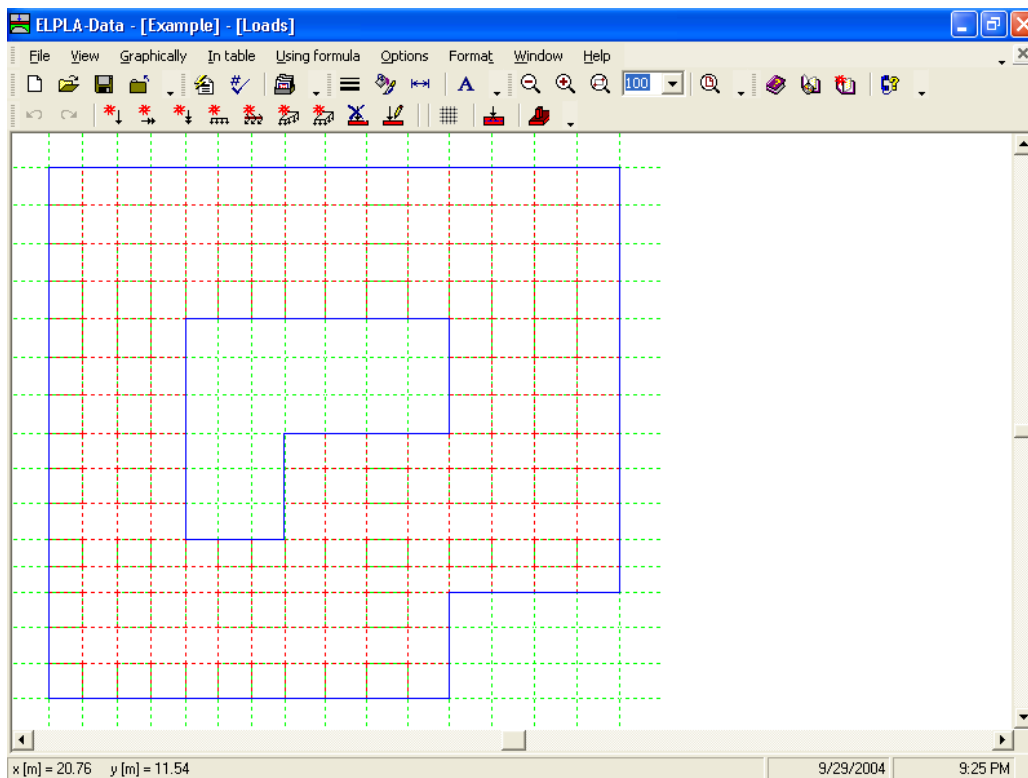 ELPLA-Data - [Example] - [Loads]
File View Graphically In table Using formula Options Format Window Help
100
A
x [m] = 20.76 y [m] = 11.54 9/29/2004 9:25 PM